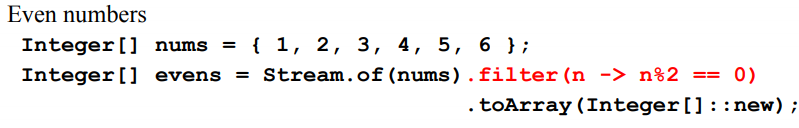 Even numbers
Integer[] nums = { 1, 2, 3, 4, 5, 6 };
Integer[] evens = Stream.of(nums).filter(n -> n%2 == 0)
.toArray(Integer[]::new);